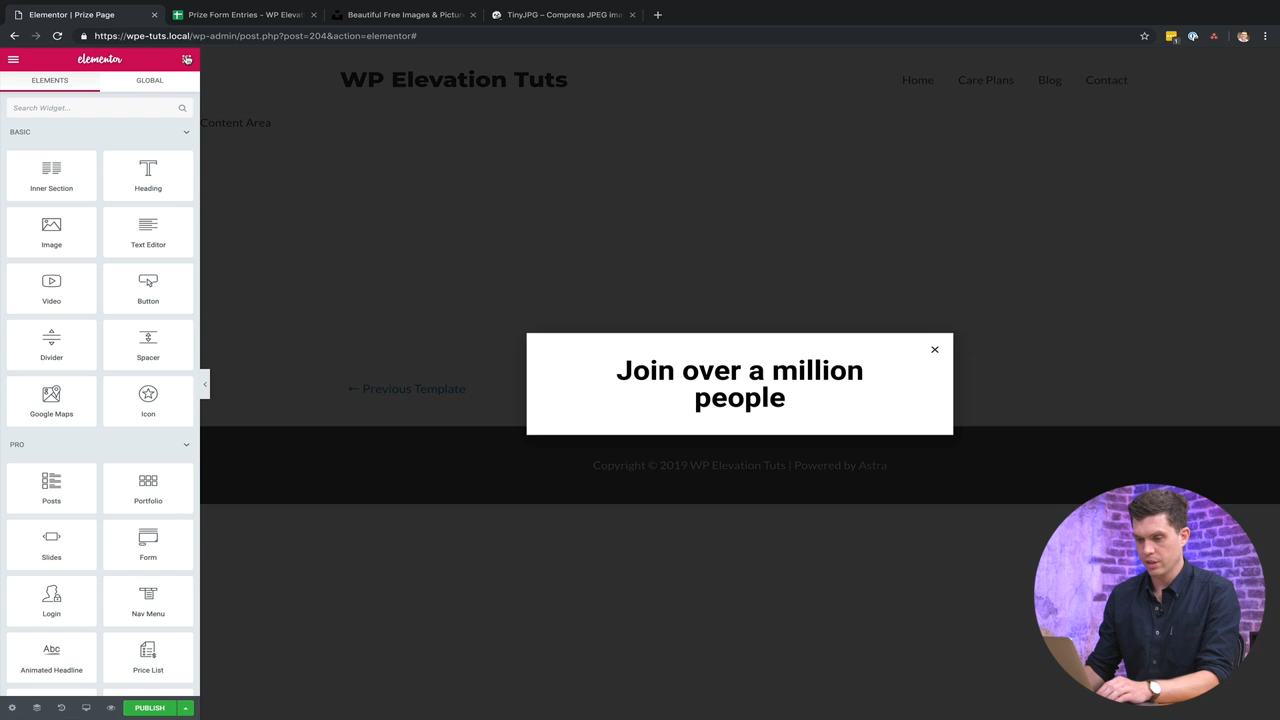 Elementor | Prize Page
Prize Form Entries - WP Elevat
Beautiful Free Images & Pictur
TinyJPG – Compress JPEG ima
https://wpe-tuts.local/wp-admin/post.php?post=204&action=elementor#
elementor
ELEMENTS
GLOBAL
Search Widget...
BASIC
Inner Section
Heading
Image
Text Editor
Video
Button
Divider
Spacer
Google Maps
Icon
PRO
Posts
Portfolio
Slides
Form
Login
Nav Menu
Abc
Animated Headline
Price List
PUBLISH
WP Elevation Tuts
Home
Care Plans
Blog
Contact
Content Area
Join over a million
people
← Previous Template
Copyright © 2019 WP Elevation Tuts | Powered by Astra